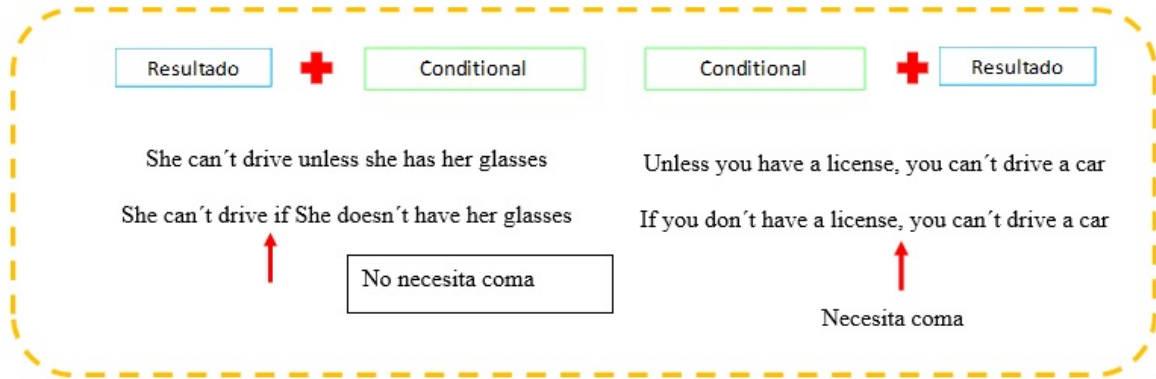 Resultado
Conditional
Conditional
Resultado
She can´t drive unless she has her glasses
She can´t drive if She doesn´t have her glasses
No necesita coma
Unless you have a license, you can´t drive a car
If you don´t have a license, you can´t drive a car
Necesita coma